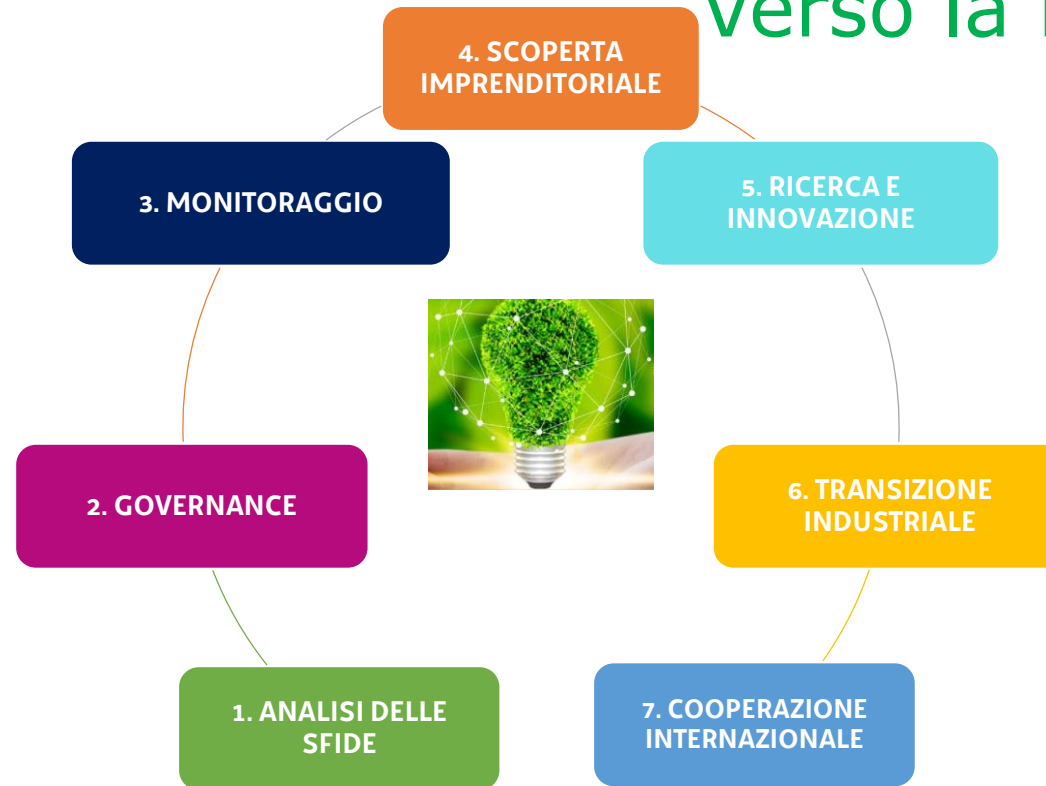 verso la
4. SCOPERTA
IMPRENDITORIALE
3. MONITORAGGIO
5. RICERCA E
INNOVAZIONE
2. GOVERNANCE
6. TRANSIZIONE
INDUSTRIALE
1. ANALISI DELLE
SFIDE
7. COOPERAZIONE
INTERNAZIONALE